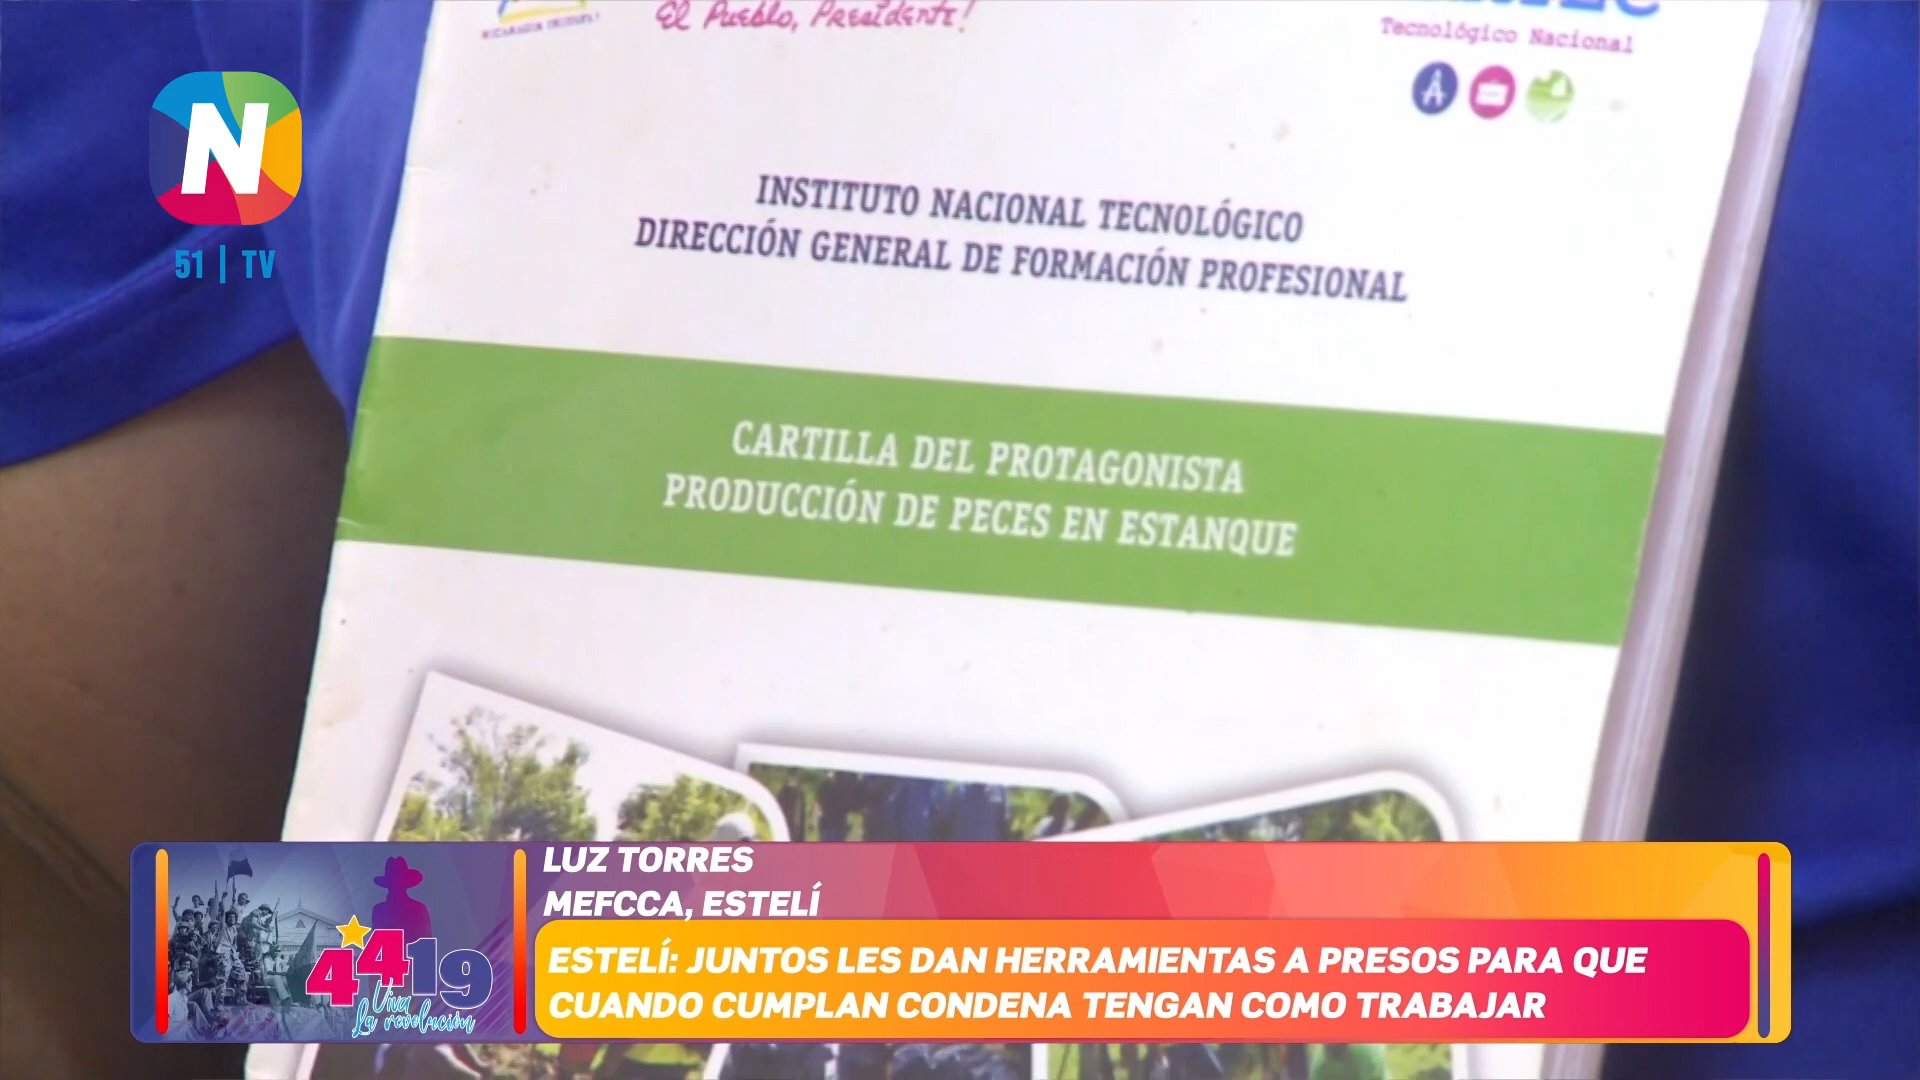 El Pueblo, Presidente!
Tecnológico Nacional
N
51 | TV
INSTITUTO NACIONAL TECNOLÓGICO
DIRECCIÓN GENERAL DE FORMACIÓN PROFESIONAL
CARTILLA DEL PROTAGONISTA
PRODUCCIÓN DE PECES EN ESTANQUE
LUZ TORRES
MEFCCA, ESTELÍ
4419
Viva
La revolución
ESTELÍ: JUNTOS LES DAN HERRAMIENTAS A PRESOS PARA QUE
CUANDO CUMPLAN CONDENA TENGAN COMO TRABAJAR